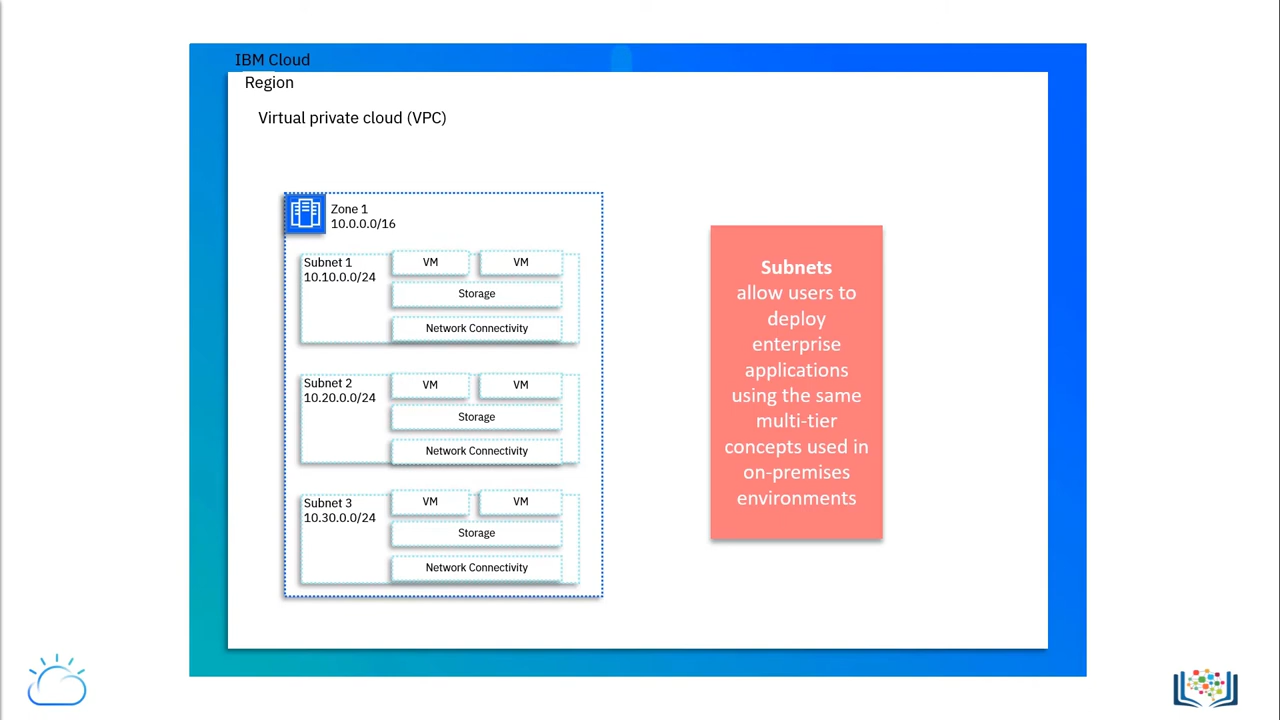 IBM Cloud
Region
Virtual private cloud (VPC)
Zone 1
10.0.0.0/16
Subnet 1
10.10.0.0/24
VM
VM
Storage
Network Connectivity
Subnet 2
10.20.0.0/24
VM
VM
Storage
Network Connectivity
Subnet 3
10.30.0.0/24
VM
VM
Storage
Network Connectivity
Subnets
allow users to
deploy
enterprise
applications
using the same
multi-tier
concepts used in
on-premises
environments